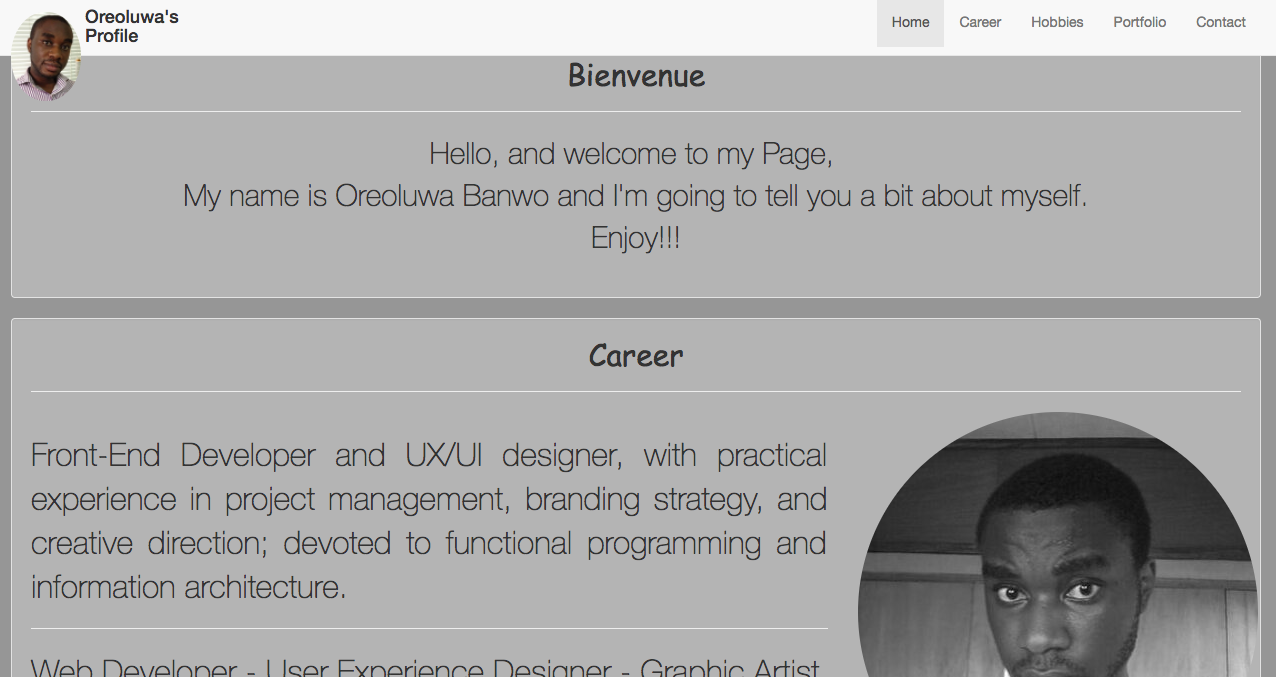 Oreoluwa's
Profile
Home Career Hobbies Portfolio Contact
Bienvenue
Hello, and welcome to my Page,
My name is Oreoluwa Banwo and I'm going to tell you a bit about myself.
Enjoy!!!
Career
Front-End Developer and UX/UI designer, with practical
experience in project management, branding strategy, and
creative direction; devoted to functional programming and
information architecture.
Web Developer - User Experience Designer - Graphic Artist